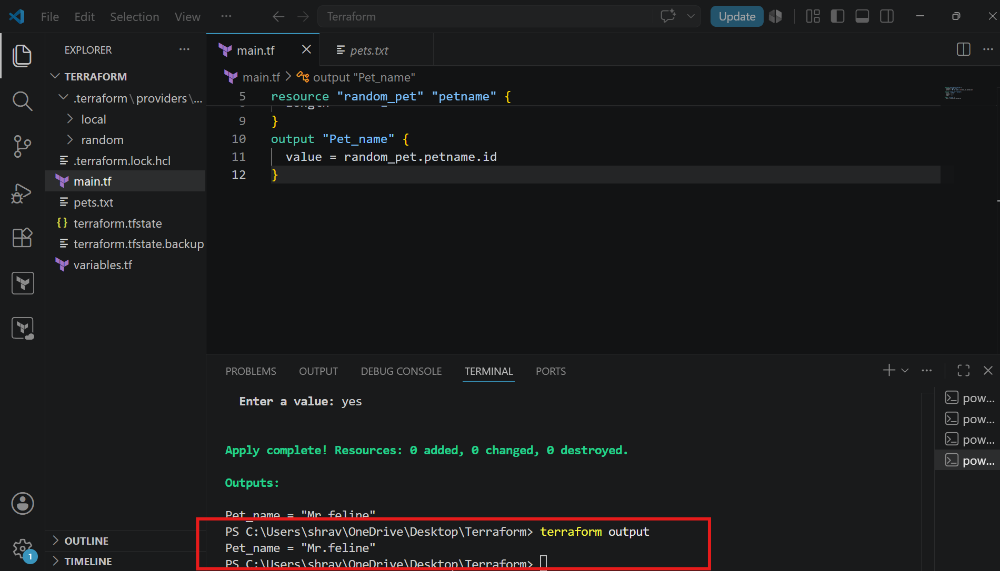 File Edit Selection View ··· Terraform Update
EXPLORER ···
TERRAFORM
.terraform\providers\...
local
random
.terraform.lock.hcl
main.tf
pets.txt
terraform.tfstate
terraform.tfstate.backup
variables.tf
OUTLINE
TIMELINE
1
main.tf pets.txt
main.tf > output "Pet_name"
5 resource "random_pet" "petname" {
9 }
10 output "Pet_name" {
11 value = random_pet.petname.id
12 }
PROBLEMS OUTPUT DEBUG CONSOLE TERMINAL PORTS
Enter a value: yes
Apply complete! Resources: 0 added, 0 changed, 0 destroyed.
Outputs:
Pet_name = "Mr.feline"
PS C:\Users\shrav\OneDrive\Desktop\Terraform> terraform output
Pet_name = "Mr.feline"
PS C:\Users\shrav\OneDrive\Desktop\Terraform>
pow...
pow...
pow...
pow...